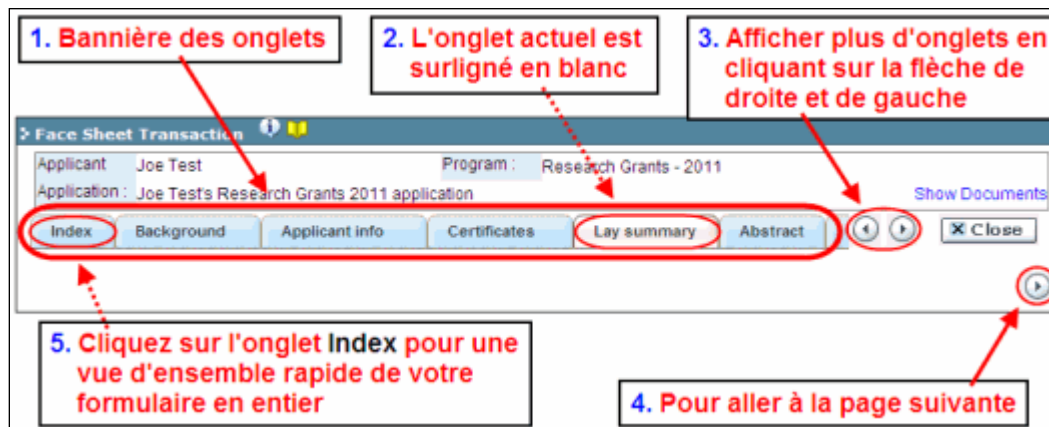 1. Bannière des onglets
2. L'onglet actuel est
surligné en blanc
3. Afficher plus d'onglets en
cliquant sur la flèche de
droite et de gauche
Face Sheet Transaction
Applicant Joe Test Program : Research Grants - 2011
Application : Joe Test's Research Grants 2011 application
Show Documents
Index Background Applicant info Certificates Lay summary Abstract Close
5. Cliquez sur l'onglet Index pour une
vue d'ensemble rapide de votre
formulaire en entier
4. Pour aller à la page suivante